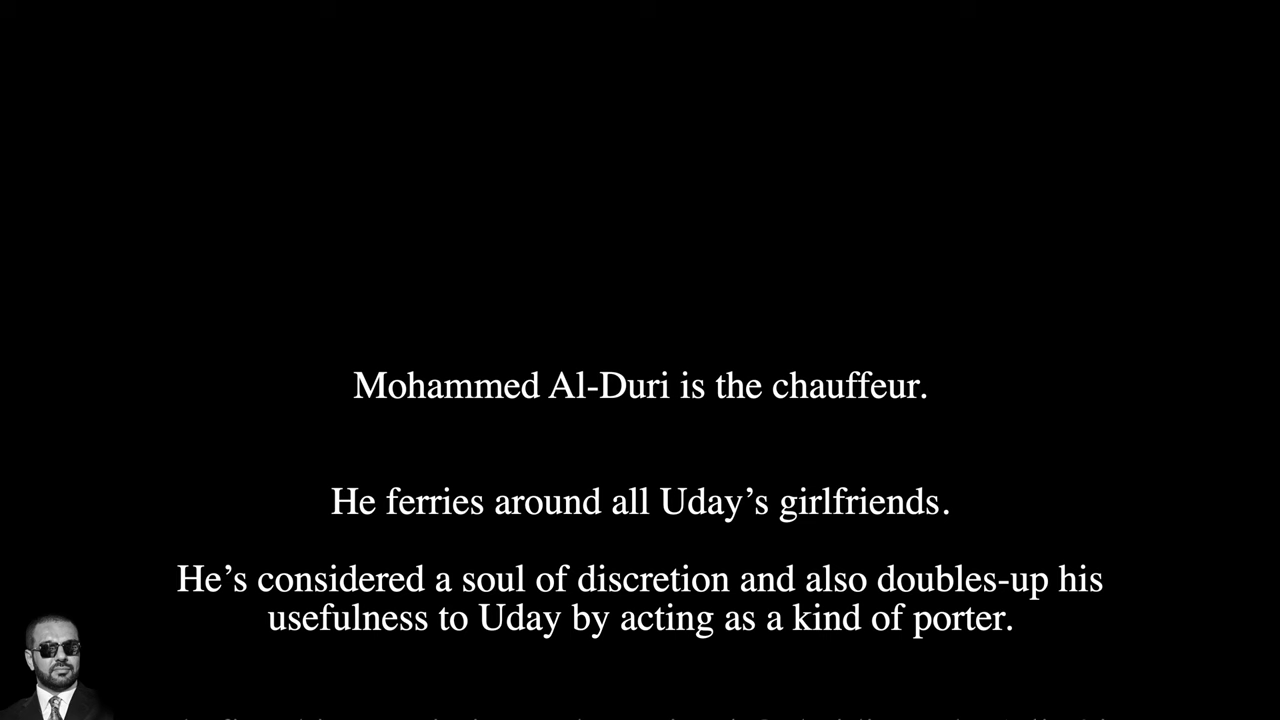 Mohammed Al-Duri is the chauffeur.
He ferries around all Uday’s girlfriends.
He’s considered a soul of discretion and also doubles-up his
usefulness to Uday by acting as a kind of porter.